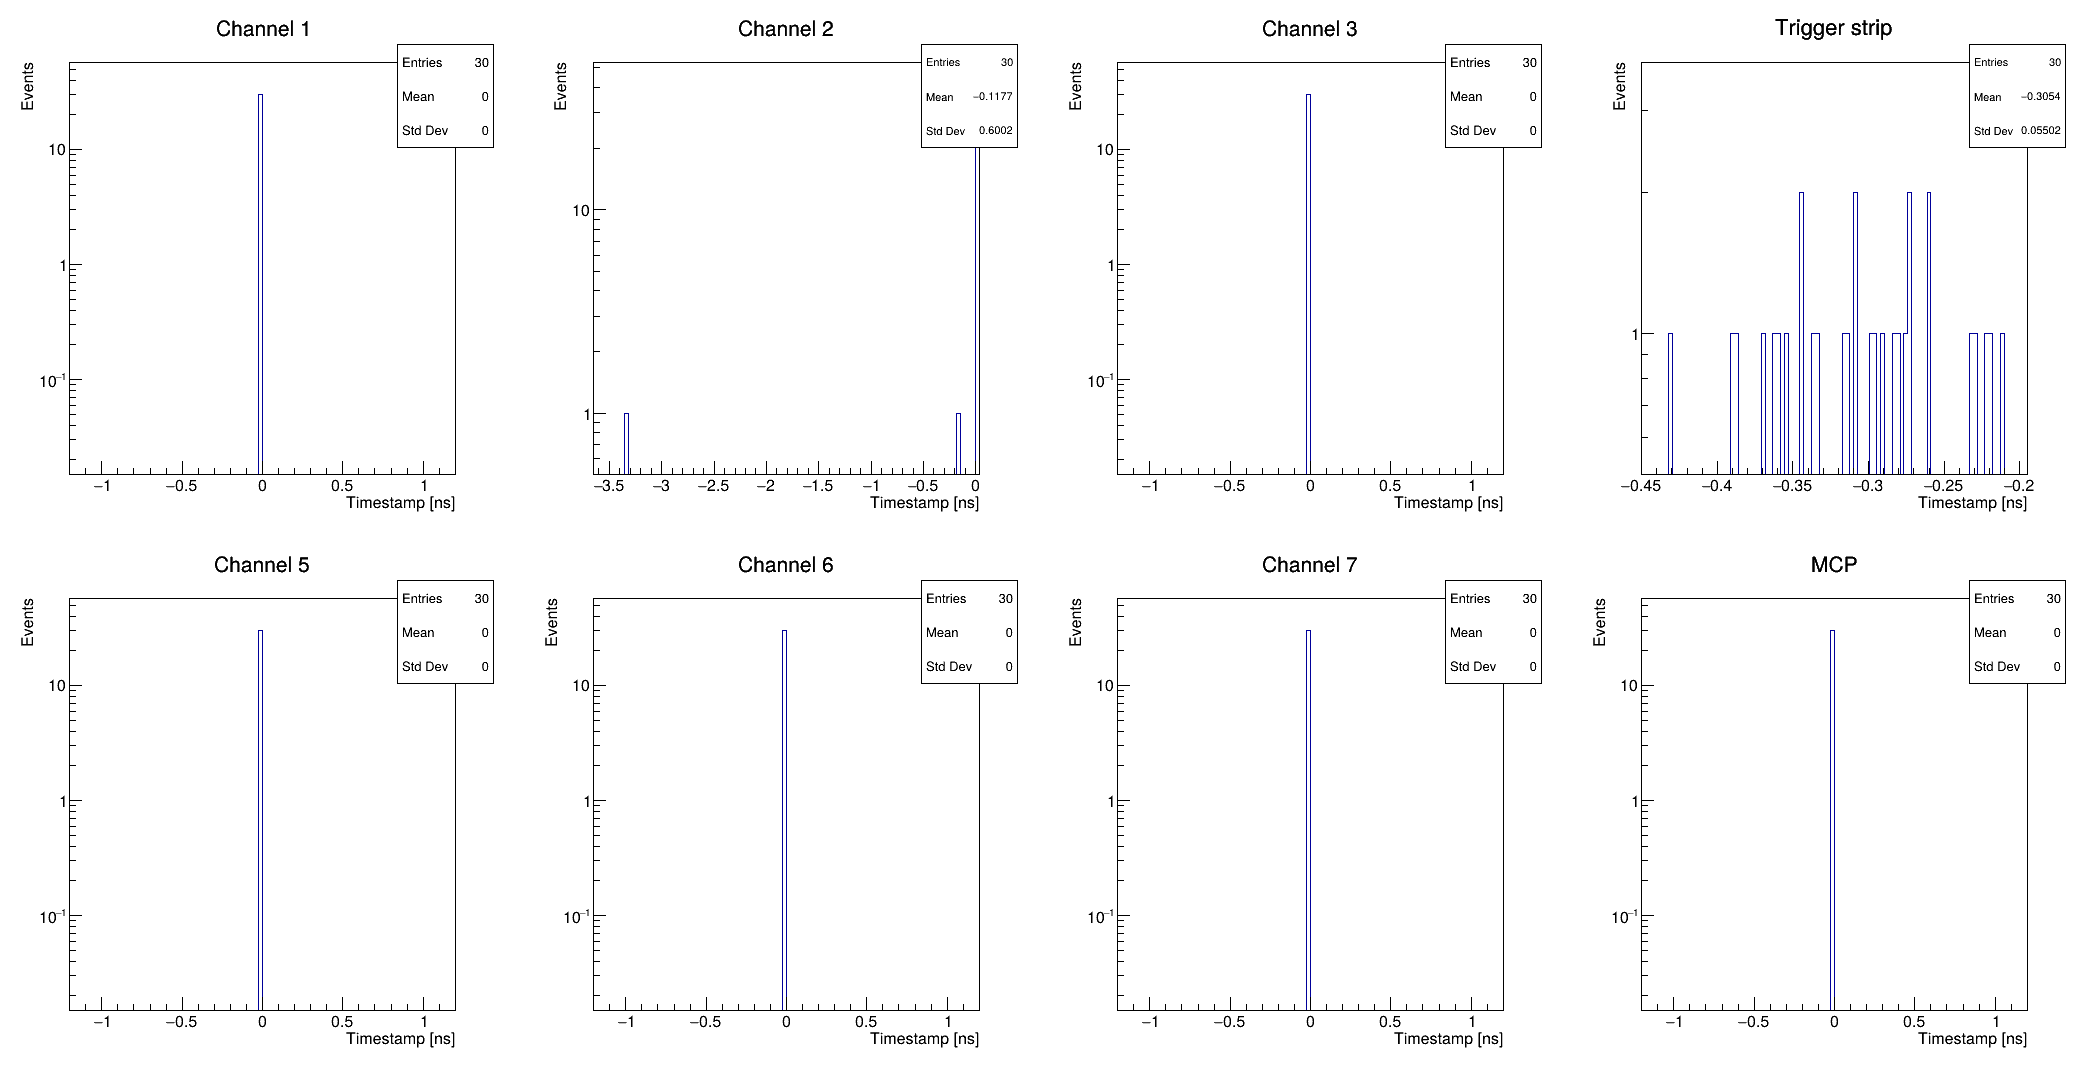 Channel 1
Events
Entries 30
Mean 0
Std Dev 0
10
1
10⁻¹
−1 −0.5 0 0.5 1
Timestamp [ns]
Channel 2
Events
Entries 30
Mean −0.1177
Std Dev 0.6002
10
1
−3.5 −3 −2.5 −2 −1.5 −1 −0.5 0
Timestamp [ns]
Channel 3
Events
Entries 30
Mean 0
Std Dev 0
10
1
10⁻¹
−1 −0.5 0 0.5 1
Timestamp [ns]
Trigger strip
Events
Entries 30
Mean −0.3054
Std Dev 0.05502
1
−0.45 −0.4 −0.35 −0.3 −0.25 −0.2
Timestamp [ns]
Channel 5
Events
Entries 30
Mean 0
Std Dev 0
10
1
10⁻¹
−1 −0.5 0 0.5 1
Timestamp [ns]
Channel 6
Events
Entries 30
Mean 0
Std Dev 0
10
1
10⁻¹
−1 −0.5 0 0.5 1
Timestamp [ns]
Channel 7
Events
Entries 30
Mean 0
Std Dev 0
10
1
10⁻¹
−1 −0.5 0 0.5 1
Timestamp [ns]
MCP
Events
Entries 30
Mean 0
Std Dev 0
10
1
10⁻¹
−1 −0.5 0 0.5 1
Timestamp [ns]